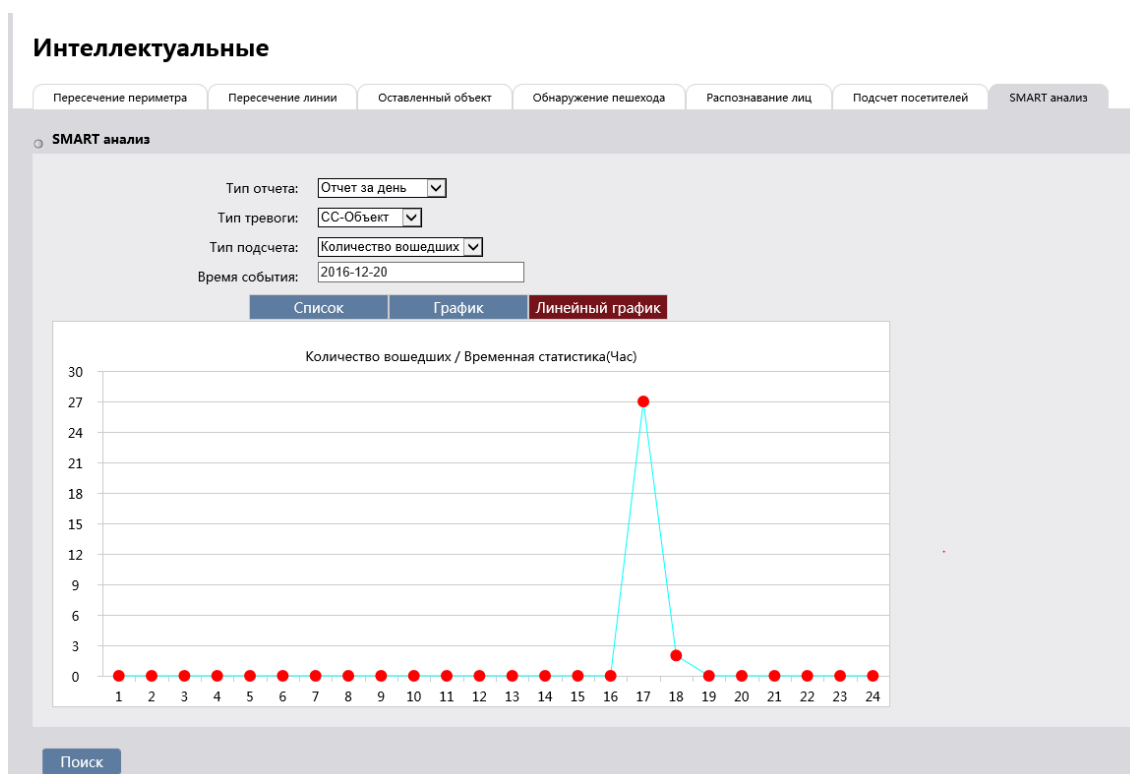 Интеллектуальные
Пересечение периметра Пересечение линии Оставленный объект Обнаружение пешехода Распознавание лиц Подсчет посетителей SMART анализ
SMART анализ
Тип отчета: Отчет за день
Тип тревоги: СС-Объект
Тип подсчета: Количество вошедших
Время события: 2016-12-20
Список График Линейный график
Количество вошедших / Временная статистика(Час)
30
27
24
21
18
15
12
9
6
3
0
1 2 3 4 5 6 7 8 9 10 11 12 13 14 15 16 17 18 19 20 21 22 23 24
Поиск